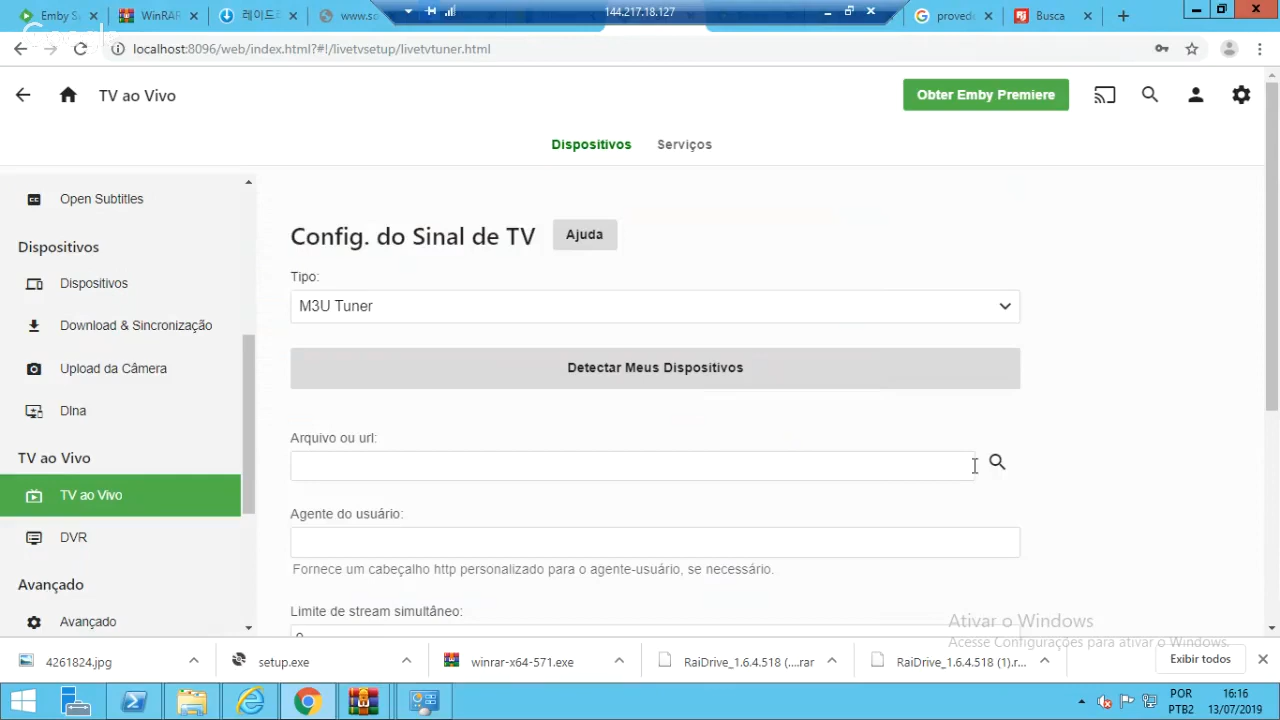 Emby S
WinRAR
레이드
www.so
144.217.18.127
provede
Busca
localhost:8096/web/index.html?#!/livetvsetup/livetvtuner.html
TV ao Vivo
Obter Emby Premiere
Dispositivos
Serviços
Open Subtitles
Dispositivos
Dispositivos
Download & Sincronização
Upload da Câmera
Dlna
TV ao Vivo
TV ao Vivo
DVR
Avançado
Avançado
Config. do Sinal de TV
Ajuda
Tipo:
M3U Tuner
Detectar Meus Dispositivos
Arquivo ou url:
Agente do usuário:
Fornece um cabeçalho http personalizado para o agente-usuário, se necessário.
Limite de stream simultâneo:
Ativar o Windows
Acesse Configurações para ativar o Windows.
4261824.jpg
setup.exe
winrar-x64-571.exe
RaiDrive_1.6.4.518 (....rar
RaiDrive_1.6.4.518 (1).r...
Exibir todos
POR
PTB2
16:16
13/07/2019